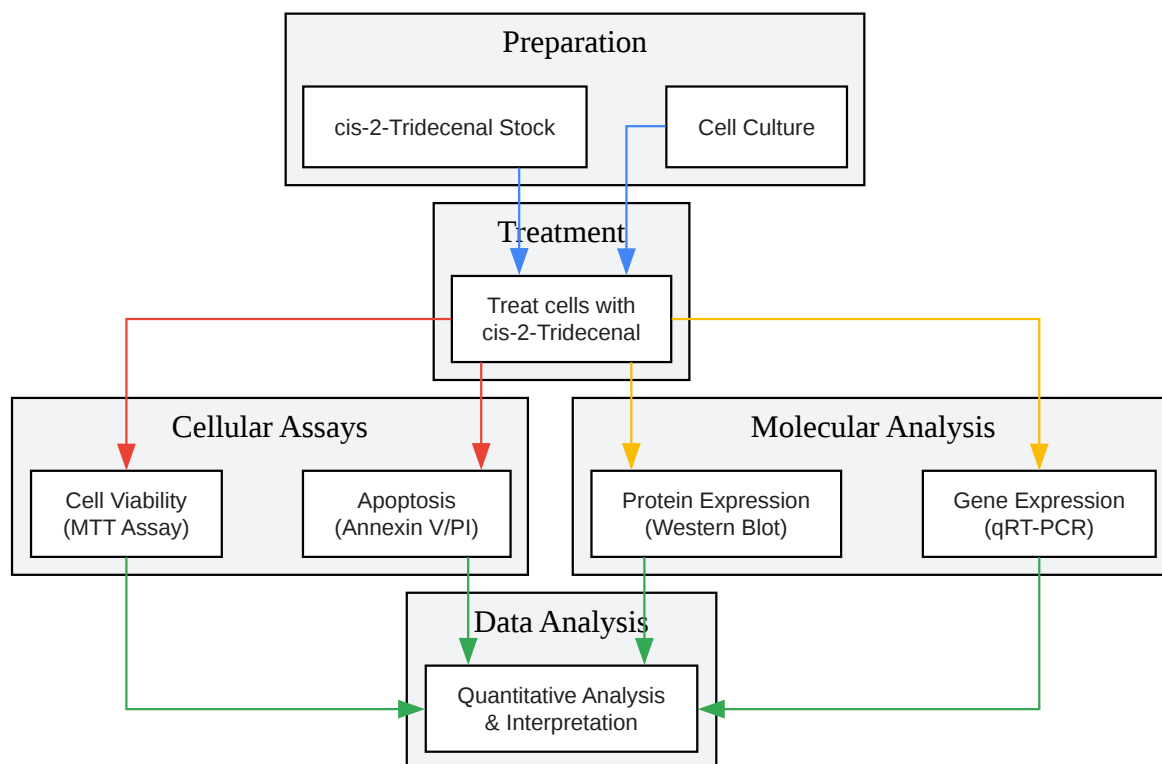 Preparation
cis-2-Tridecenal Stock
Cell Culture
Treatment
Treat cells with
cis-2-Tridecenal
Cellular Assays
Cell Viability
(MTT Assay)
Apoptosis
(Annexin V/PI)
Molecular Analysis
Protein Expression
(Western Blot)
Gene Expression
(qRT-PCR)
Data Analysis
Quantitative Analysis
& Interpretation